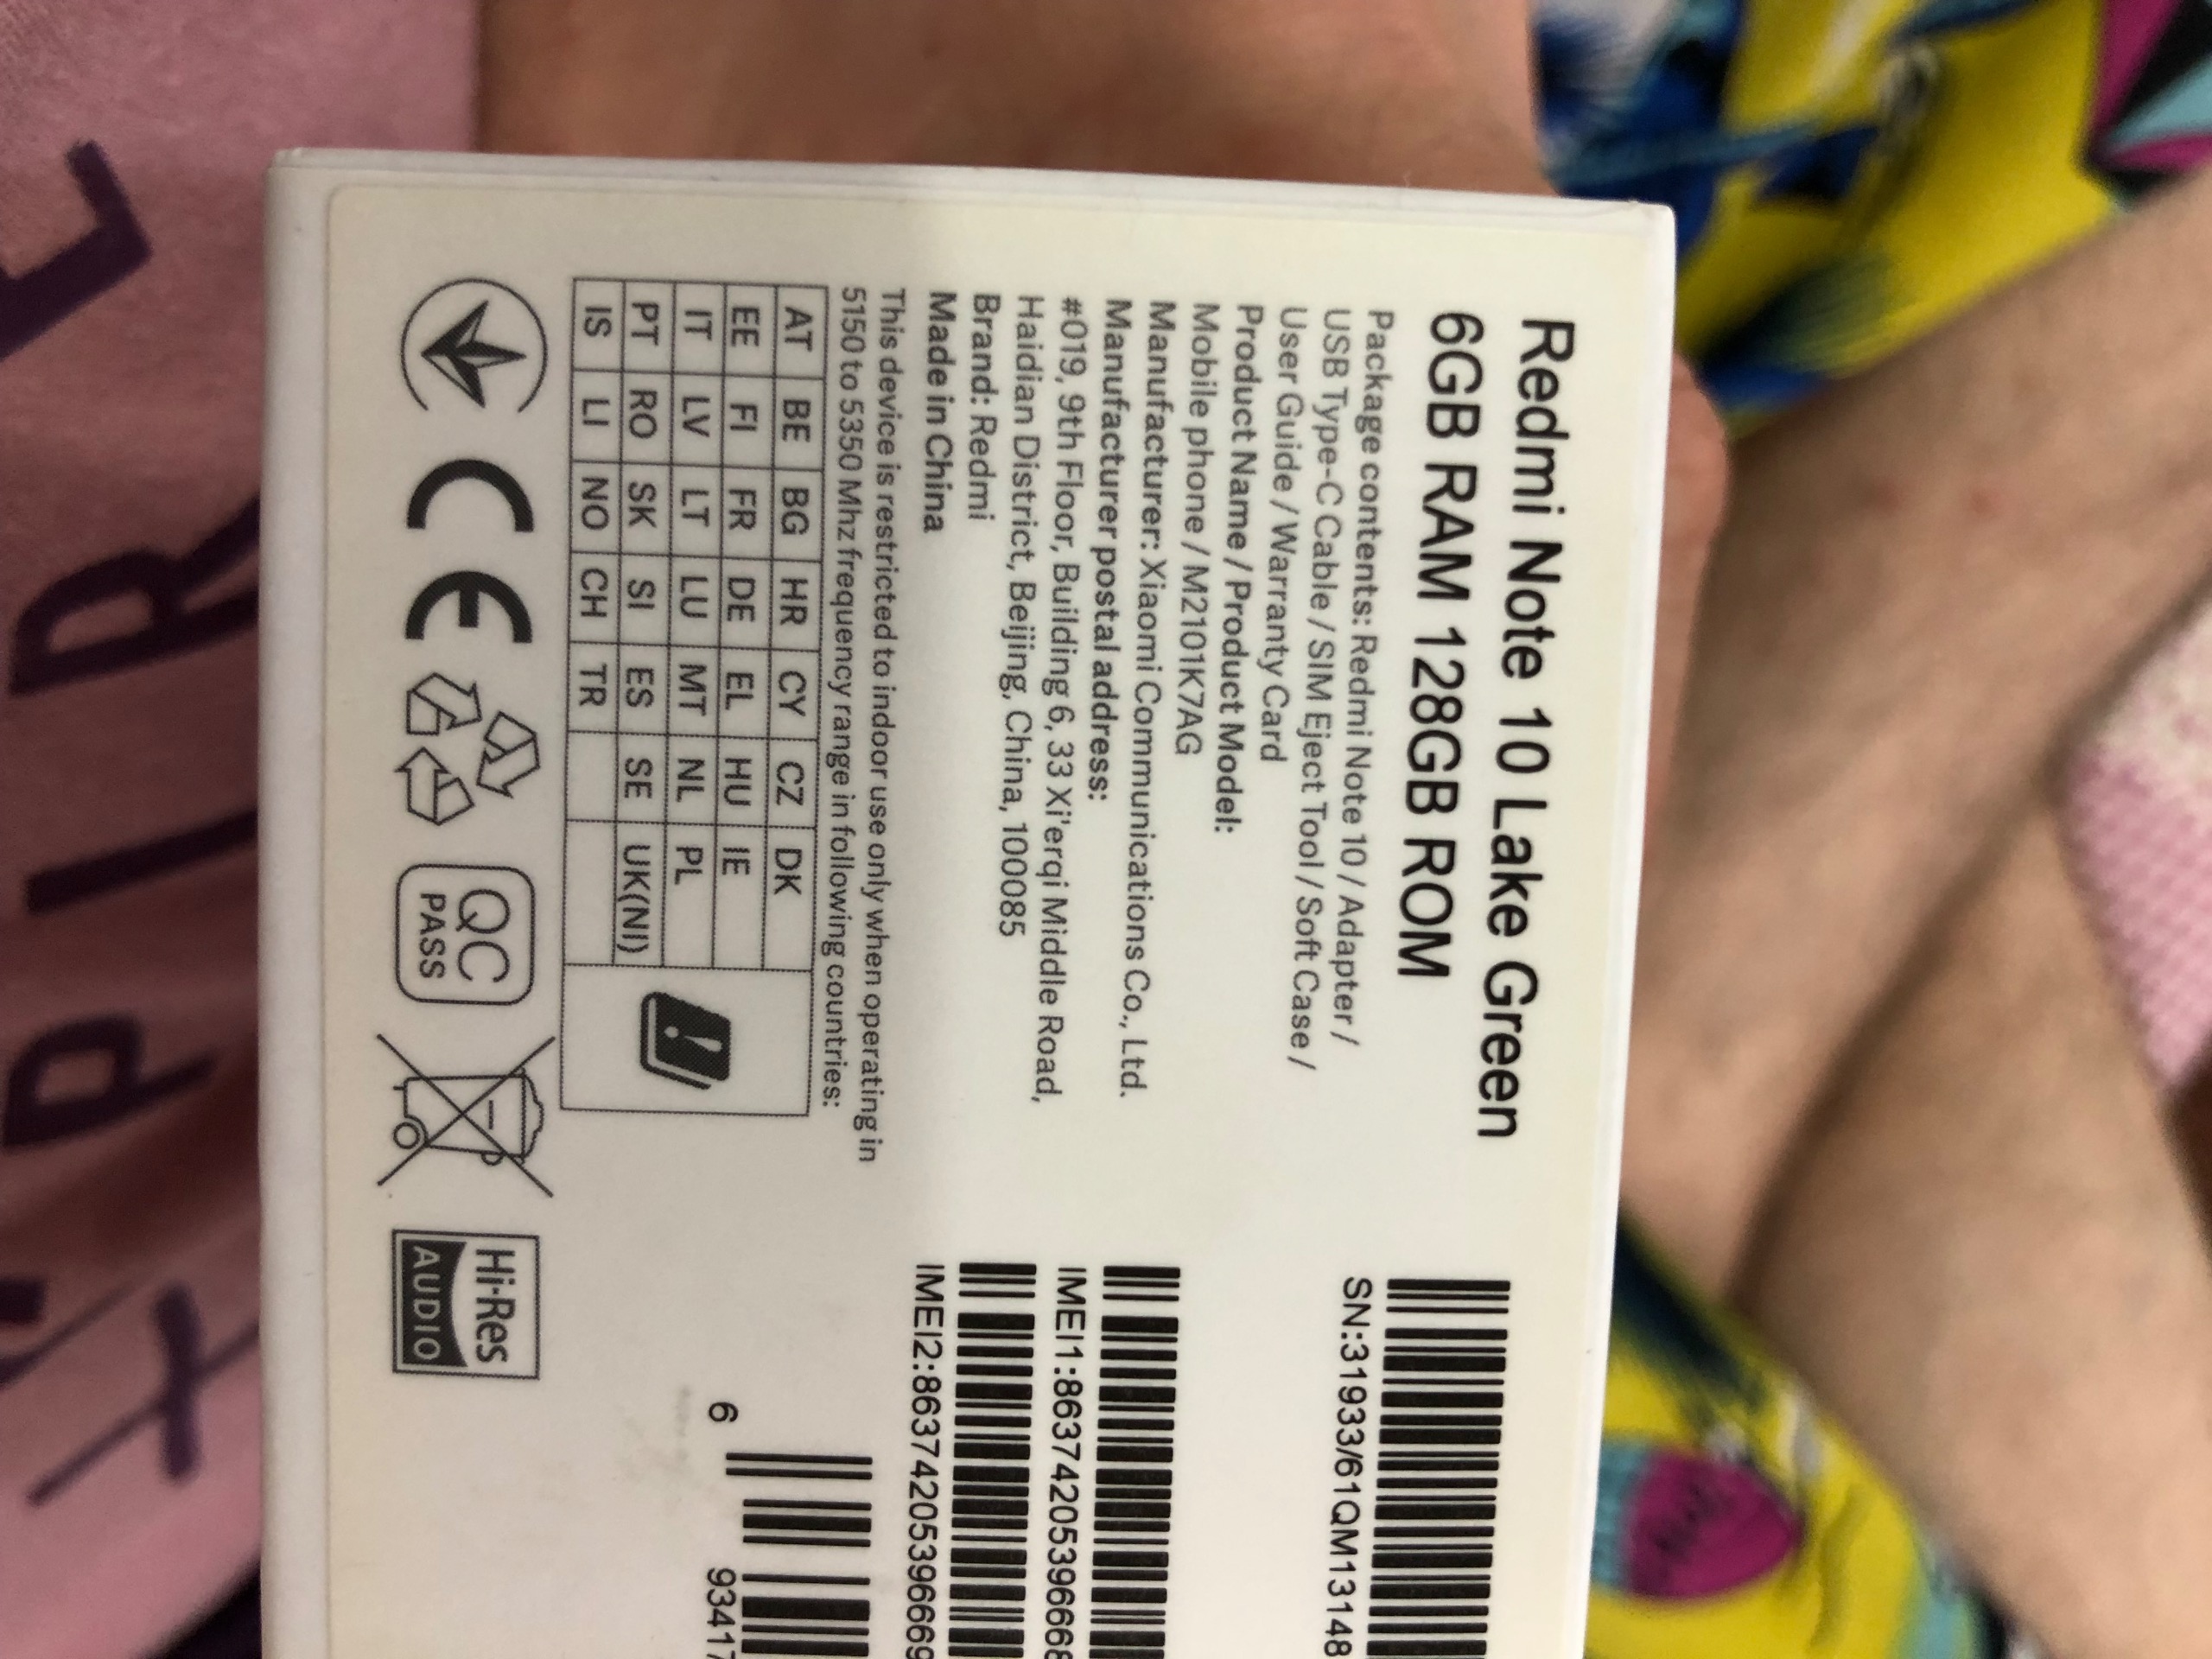 Redmi Note 10 Lake Green
6GB RAM 128GB ROM
Package contents: Redmi Note 10 / Adapter /
USB Type-C Cable / SIM Eject Tool / Soft Case /
User Guide / Warranty Card
Product Name / Product Model:
Mobile phone / M2101K7AG
Manufacturer: Xiaomi Communications Co., Ltd.
Manufacturer postal address:
#019, 9th Floor, Building 6, 33 Xi'erqi Middle Road,
Haidian District, Beijing, China, 100085
Brand: Redmi
Made in China
This device is restricted to indoor use only when operating in
5150 to 5350 Mhz frequency range in following countries:
AT BE BG HR CY CZ DK
EE FI FR DE EL HU IE
IT LV LT LU MT NL PL
PT RO SK SI ES SE UK(NI)
IS LI NO CH TR
CE
QC
PASS
Hi-Res
AUDIO
SN:31933/61QM13148
IMEI1:863742053966668
IMEI2:863742053966669
6 93417